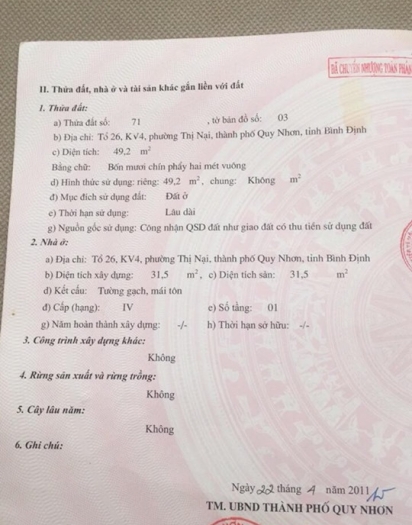 ĐÃ CHUYỂN NHƯỢNG TOÀN PHẦN
II. Thửa đất, nhà ở và tài sản khác gắn liền với đất
1. Thửa đất:
a) Thửa đất số: 71 , tờ bản đồ số: 03
b) Địa chỉ: Tổ 26, KV4, phường Thị Nại, thành phố Quy Nhơn, tỉnh Bình Định
c) Diện tích: 49,2 m²
Bằng chữ: Bốn mươi chín phẩy hai mét vuông
d) Hình thức sử dụng: riêng: 49,2 m², chung: Không m²
đ) Mục đích sử dụng đất: Đất ở
e) Thời hạn sử dụng: Lâu dài
g) Nguồn gốc sử dụng: Công nhận QSD đất như giao đất có thu tiền sử dụng đất
2. Nhà ở:
a) Địa chỉ: Tổ 26, KV4, phường Thị Nại, thành phố Quy Nhơn, tỉnh Bình Định
b) Diện tích xây dựng: 31,5 m², c) Diện tích sàn: 31,5 m²
d) Kết cấu: Tường gạch, mái tôn
đ) Cấp (hạng): IV e) Số tầng: 01
g) Năm hoàn thành xây dựng: -/- h) Thời hạn sở hữu: -/-
3. Công trình xây dựng khác:
Không
4. Rừng sản xuất và rừng trồng:
Không
5. Cây lâu năm:
Không
6. Ghi chú:
Ngày 22 tháng 4 năm 2011
TM. UBND THÀNH PHỐ QUY NHƠN